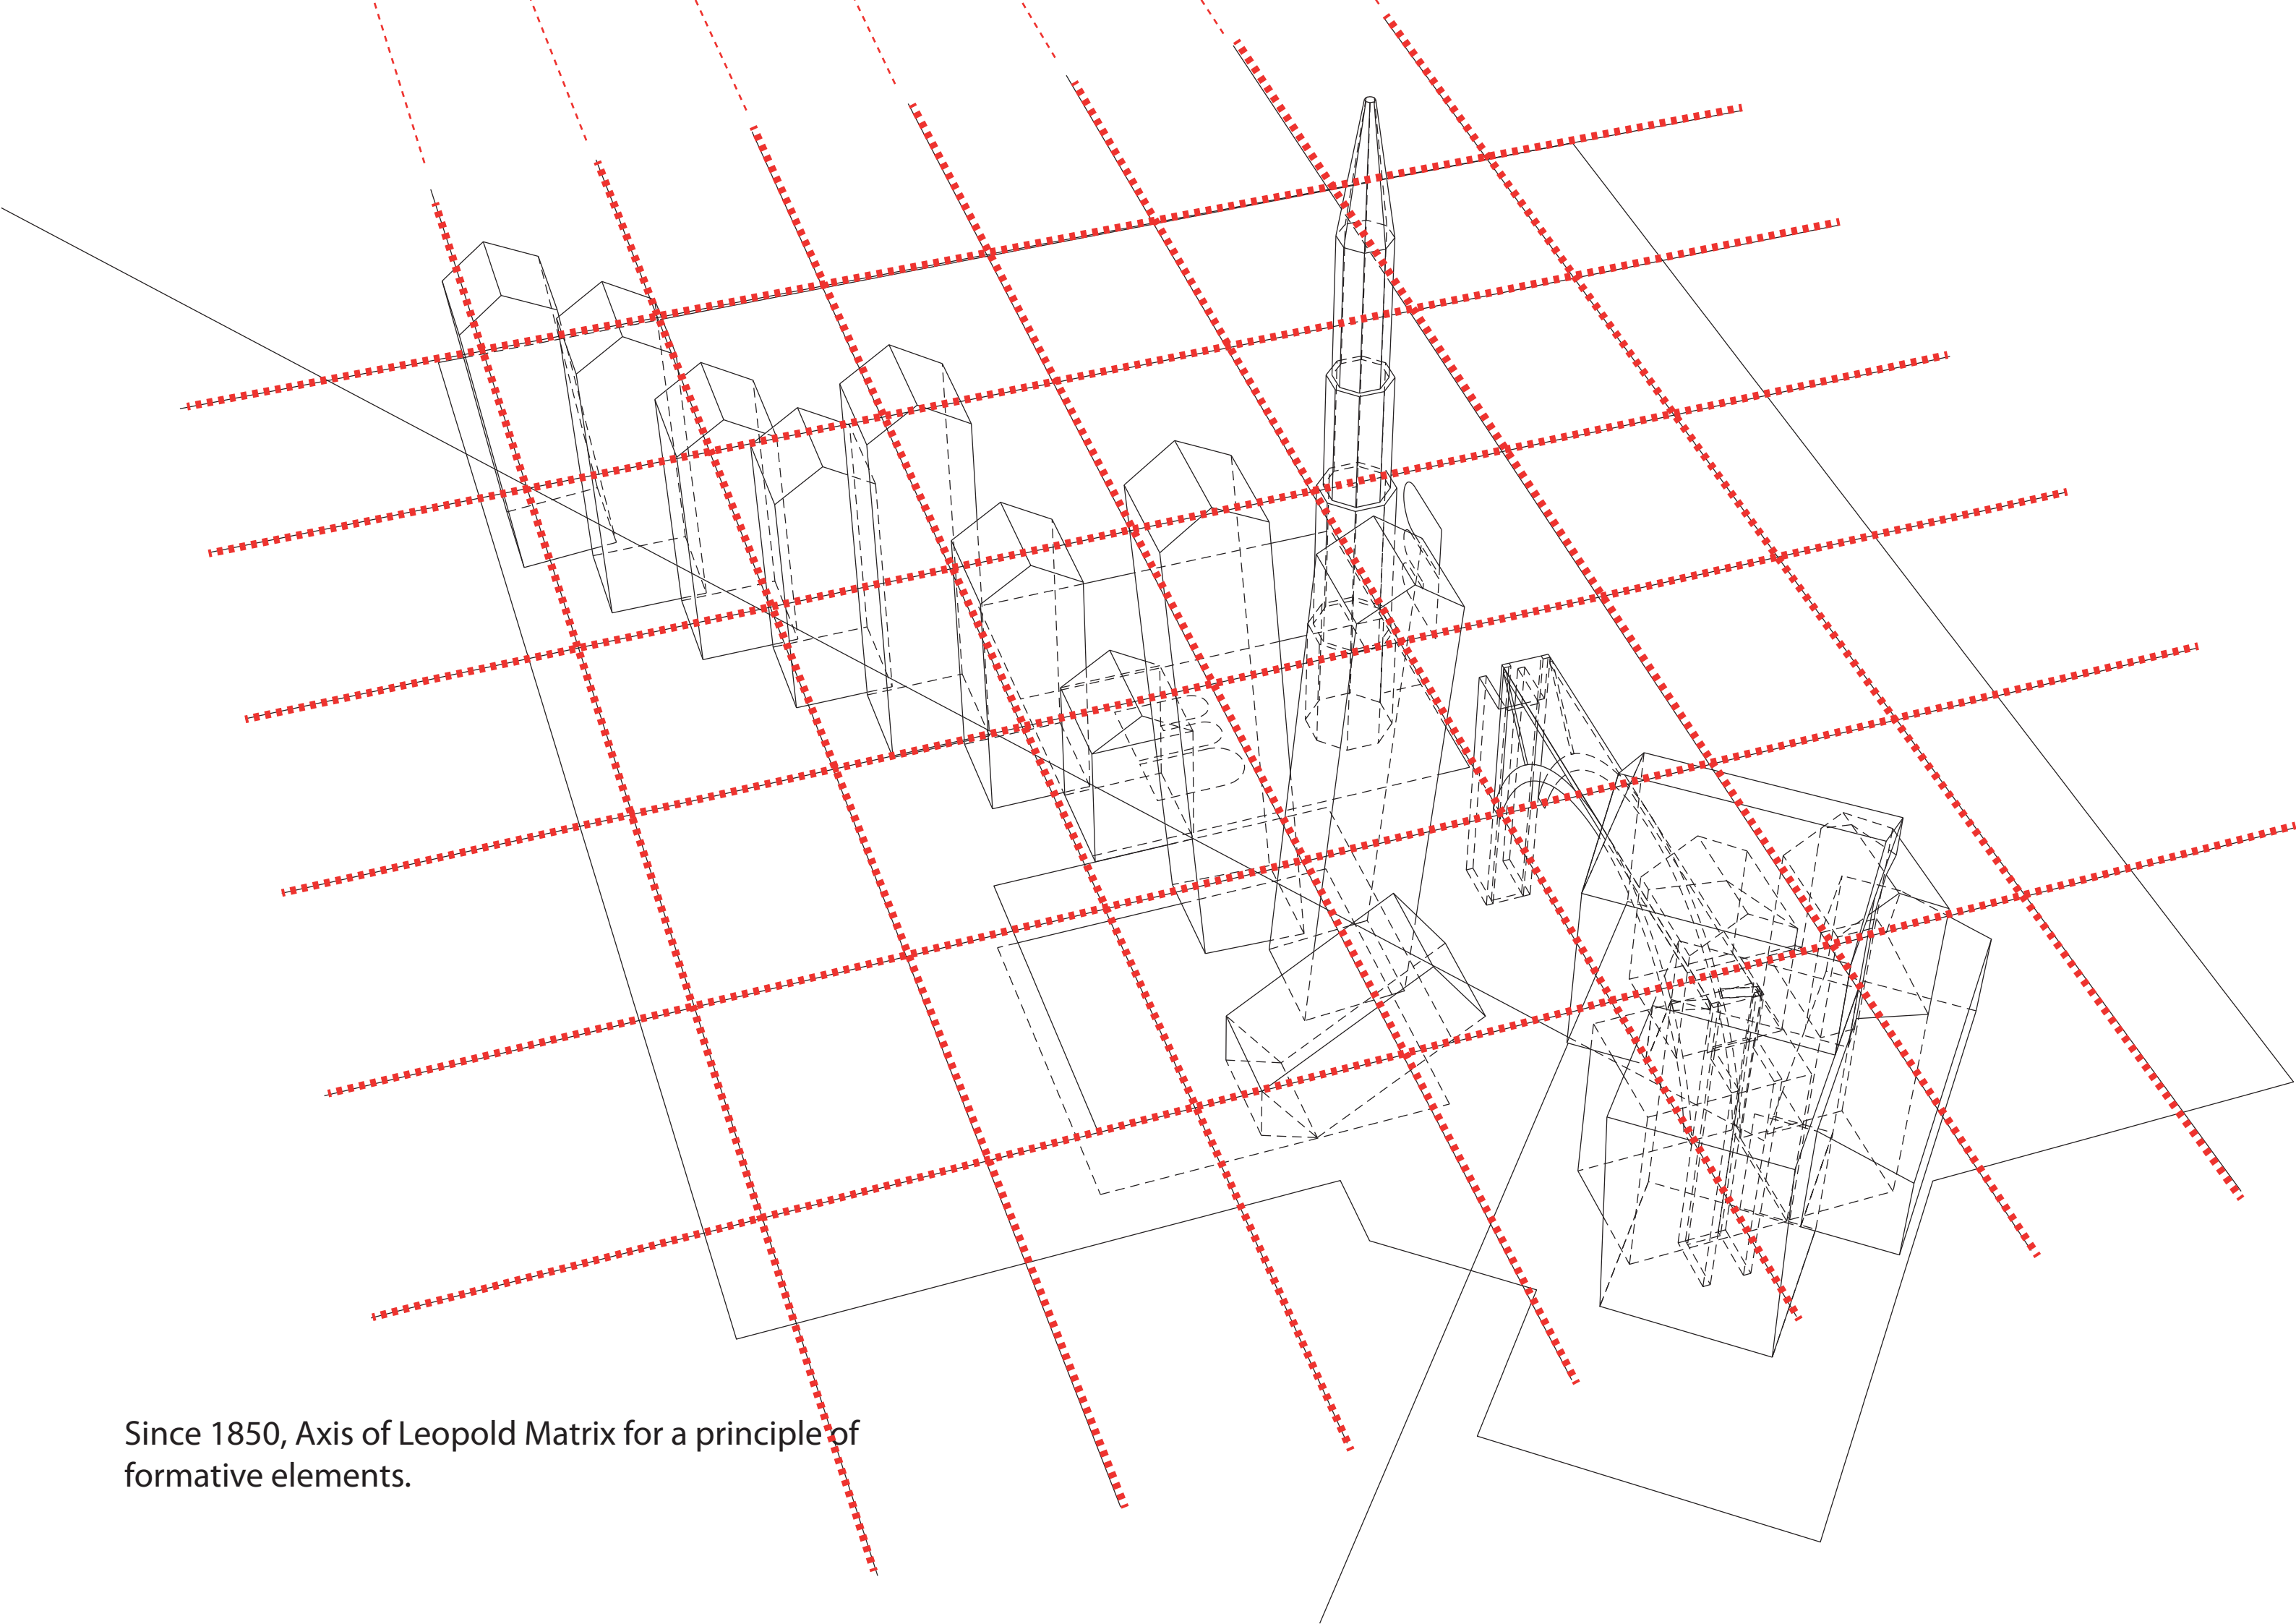 Since 1850, Axis of Leopold Matrix for a principle of
formative elements.